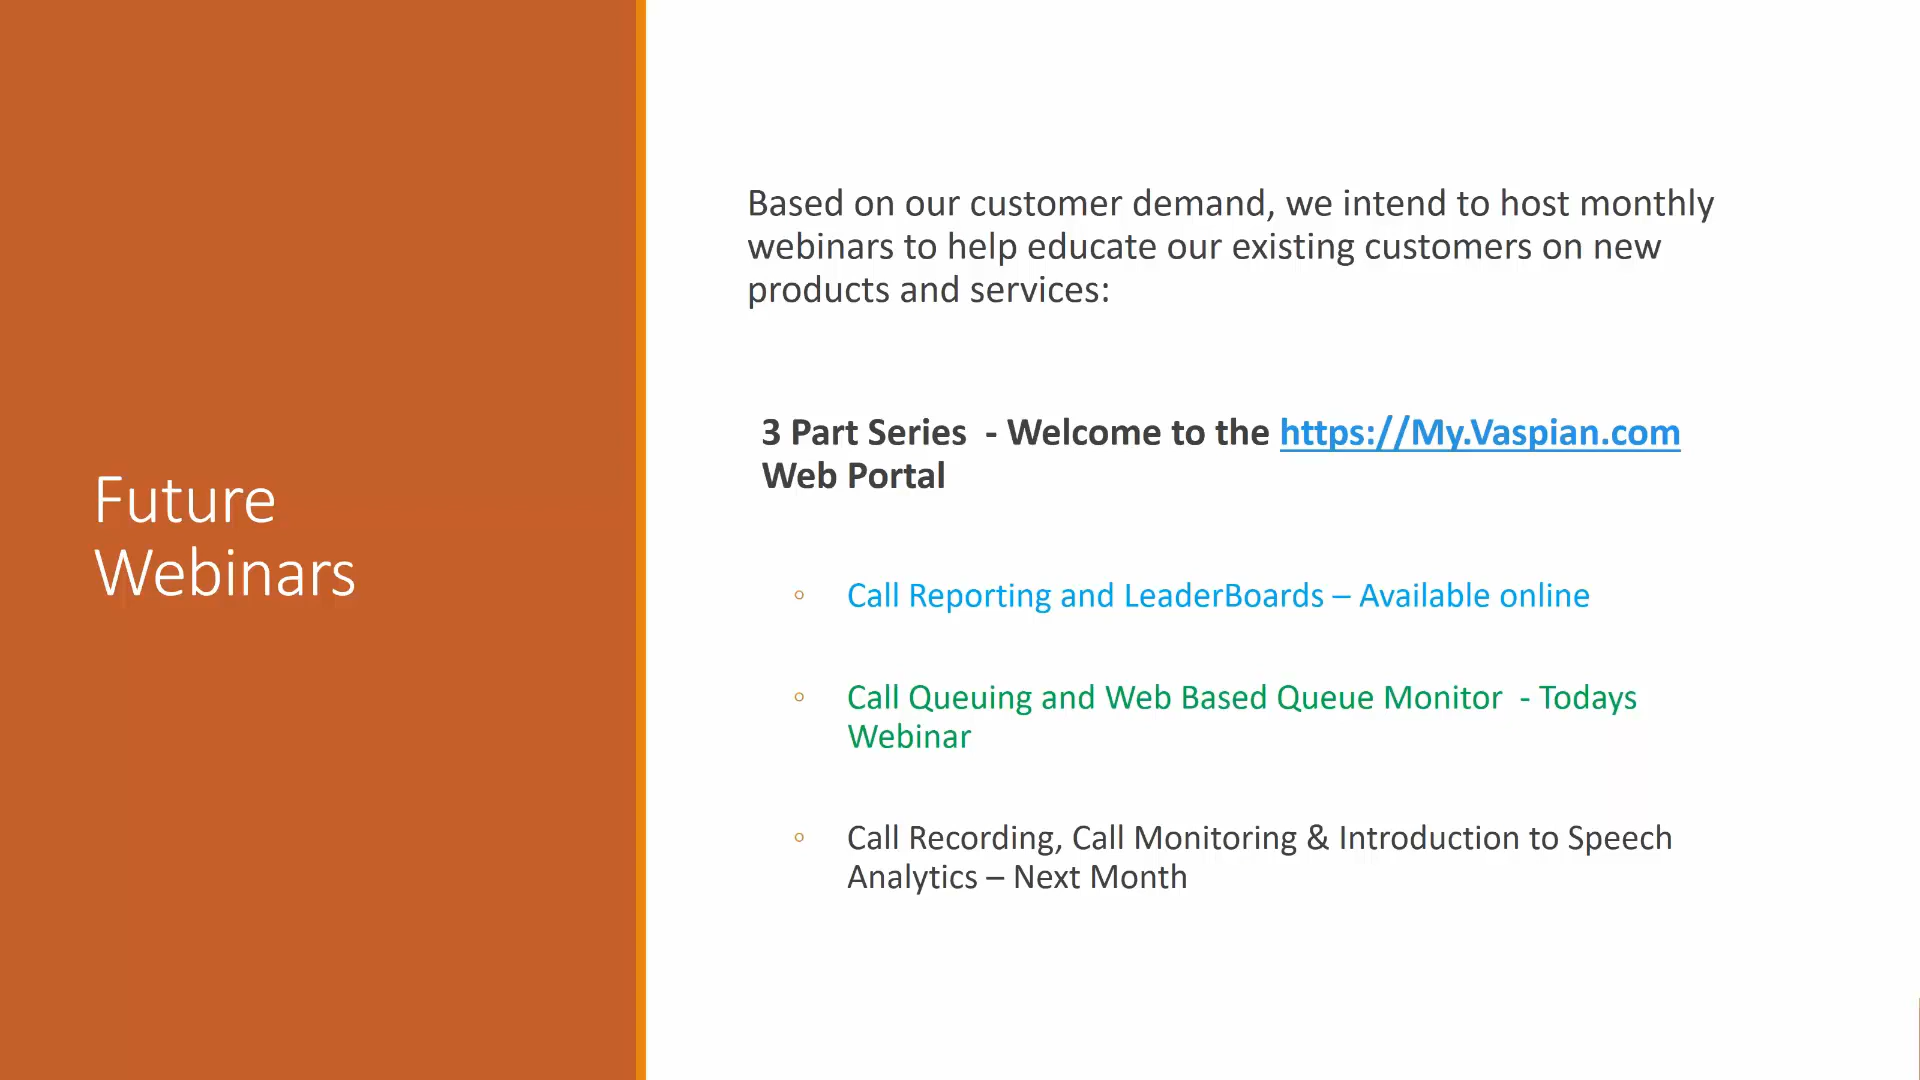 Future
Webinars
Based on our customer demand, we intend to host monthly
webinars to help educate our existing customers on new
products and services:
3 Part Series  - Welcome to the https://My.Vaspian.com
Web Portal
◦ Call Reporting and LeaderBoards – Available online
◦ Call Queuing and Web Based Queue Monitor  - Todays
Webinar
◦ Call Recording, Call Monitoring & Introduction to Speech
Analytics – Next Month